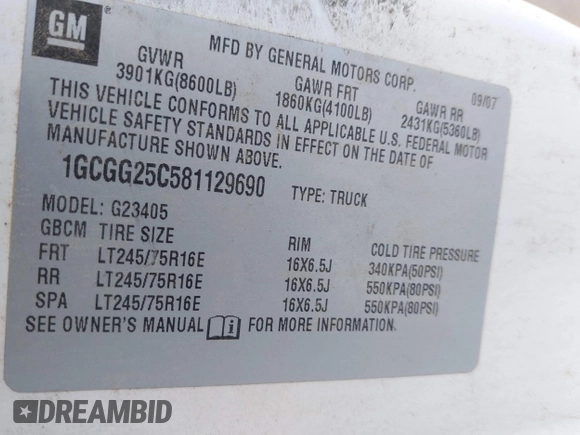 GM
MFD BY GENERAL MOTORS CORP.
09/07
GVWR GAWR FRT GAWR RR
3901KG(8600LB) 1860KG(4100LB) 2431KG(5360LB)
THIS VEHICLE CONFORMS TO ALL APPLICABLE U.S. FEDERAL MOTOR
VEHICLE SAFETY STANDARDS IN EFFECT ON THE DATE OF
MANUFACTURE SHOWN ABOVE.
1GCGG25C581129690 TYPE: TRUCK
MODEL: G23405
GBCM TIRE SIZE RIM COLD TIRE PRESSURE
FRT LT245/75R16E 16X6.5J 340KPA(50PSI)
RR LT245/75R16E 16X6.5J 550KPA(80PSI)
SPA LT245/75R16E 16X6.5J 550KPA(80PSI)
SEE OWNER'S MANUAL i FOR MORE INFORMATION.
DREAMBID